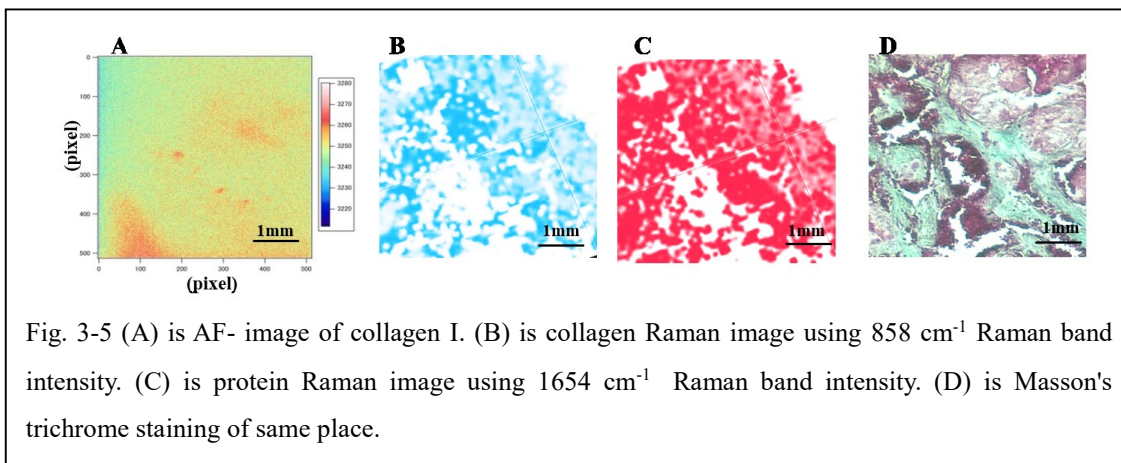 A
B
C
D
0
100
200
300
400
500
(pixel)
0 100 200 300 400 500
(pixel)
3280
3270
3260
3250
3240
3230
3220
1mm
1mm
1mm
1mm
Fig. 3-5 (A) is AF- image of collagen I. (B) is collagen Raman image using 858 cm-1 Raman band
intensity. (C) is protein Raman image using 1654 cm-1 Raman band intensity. (D) is Masson's
trichrome staining of same place.